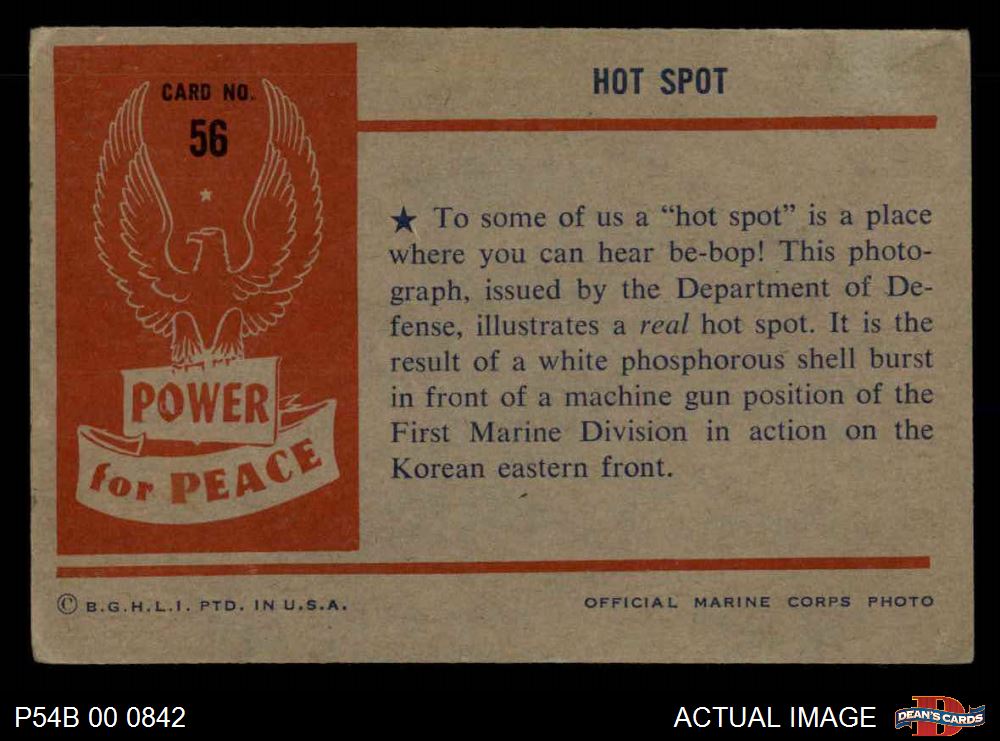 CARD NO.
56
POWER
for PEACE
HOT SPOT
★ To some of us a “hot spot” is a place
where you can hear be-bop! This photo-
graph, issued by the Department of De-
fense, illustrates a real hot spot. It is the
result of a white phosphorous shell burst
in front of a machine gun position of the
First Marine Division in action on the
Korean eastern front.
© B.G.H.L.I. PTD. IN U.S.A.
OFFICIAL MARINE CORPS PHOTO
P54B 00 0842
ACTUAL IMAGE
DEAN'S CARDS